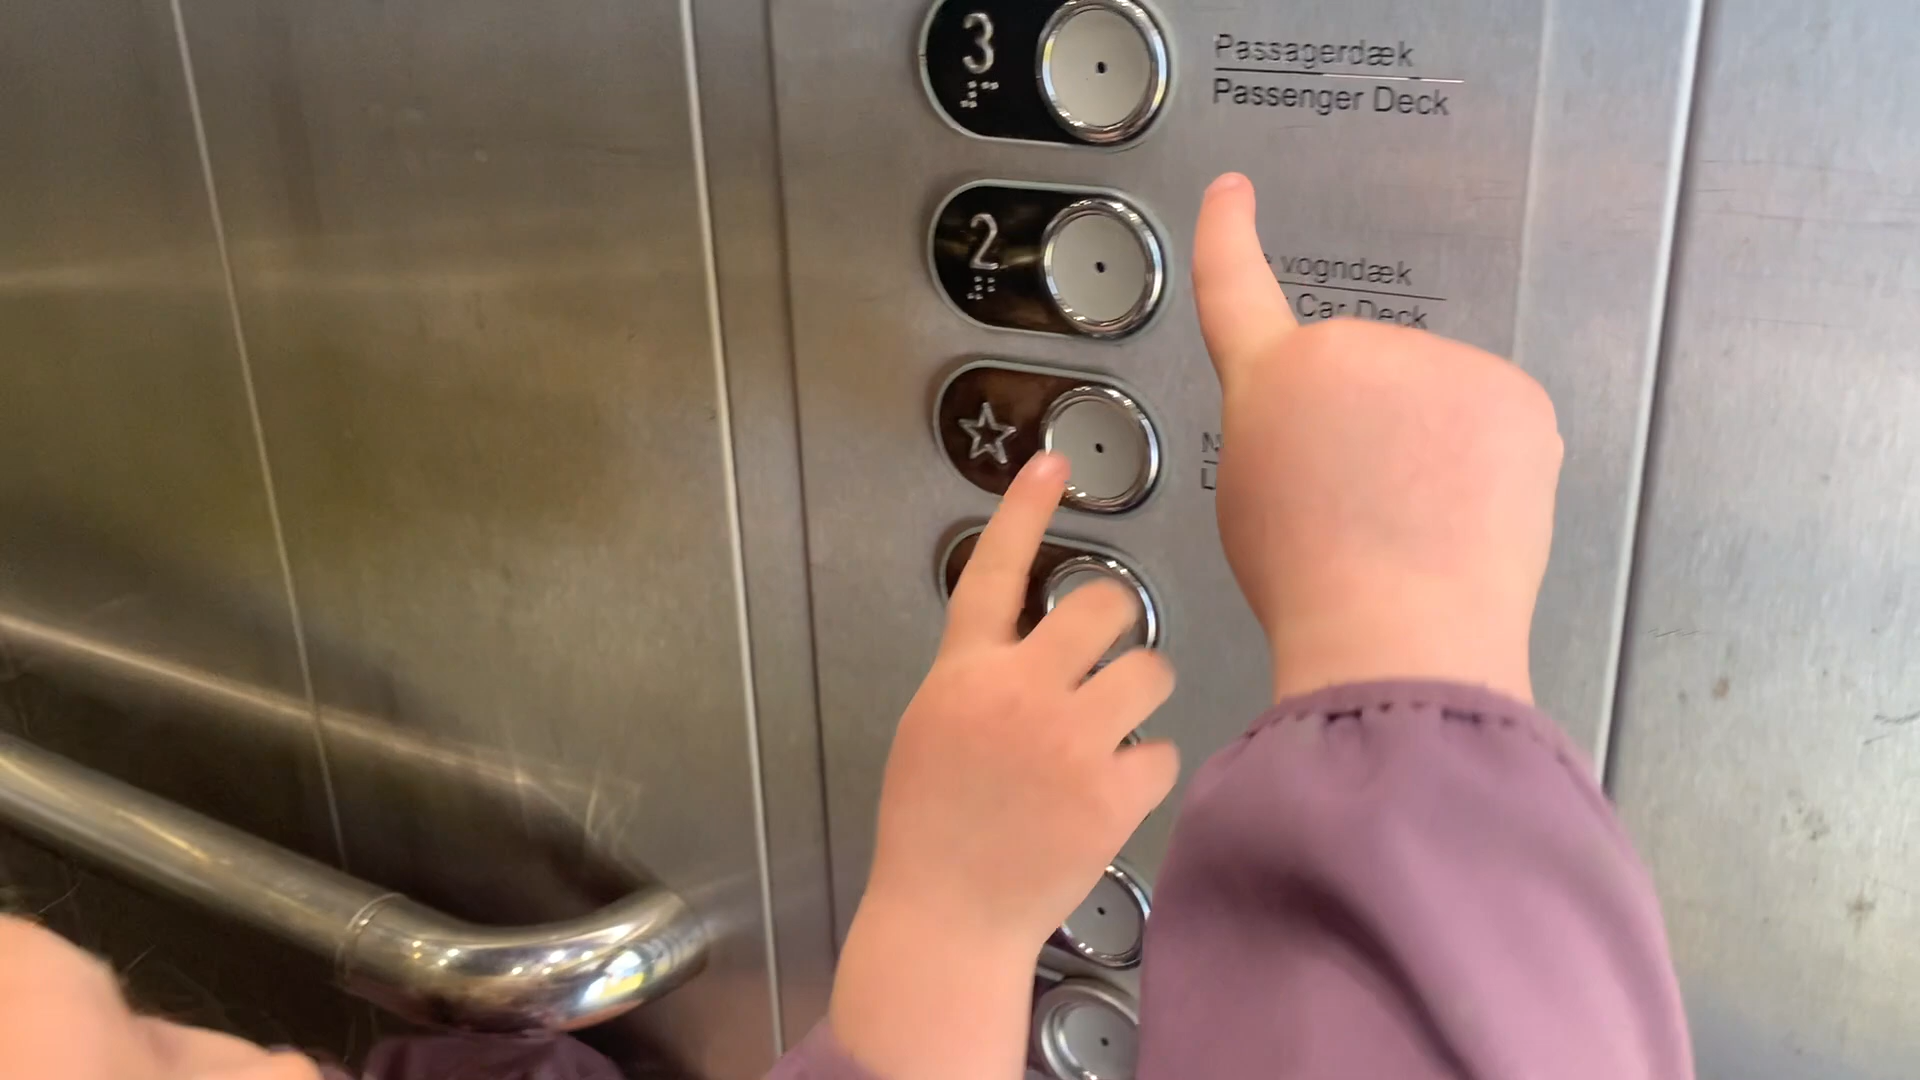 3
Passagerdæk
Passenger Deck
2
vogndæk
Car Deck